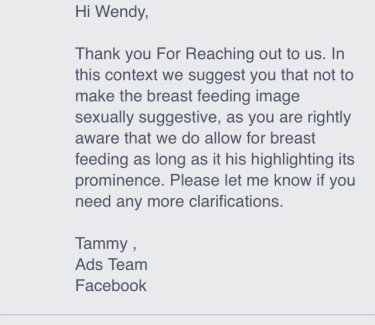 Hi Wendy,
Thank you For Reaching out to us. In
this context we suggest you that not to
make the breast feeding image
sexually suggestive, as you are rightly
aware that we do allow for breast
feeding as long as it his highlighting its
prominence. Please let me know if you
need any more clarifications.
Tammy ,
Ads Team
Facebook